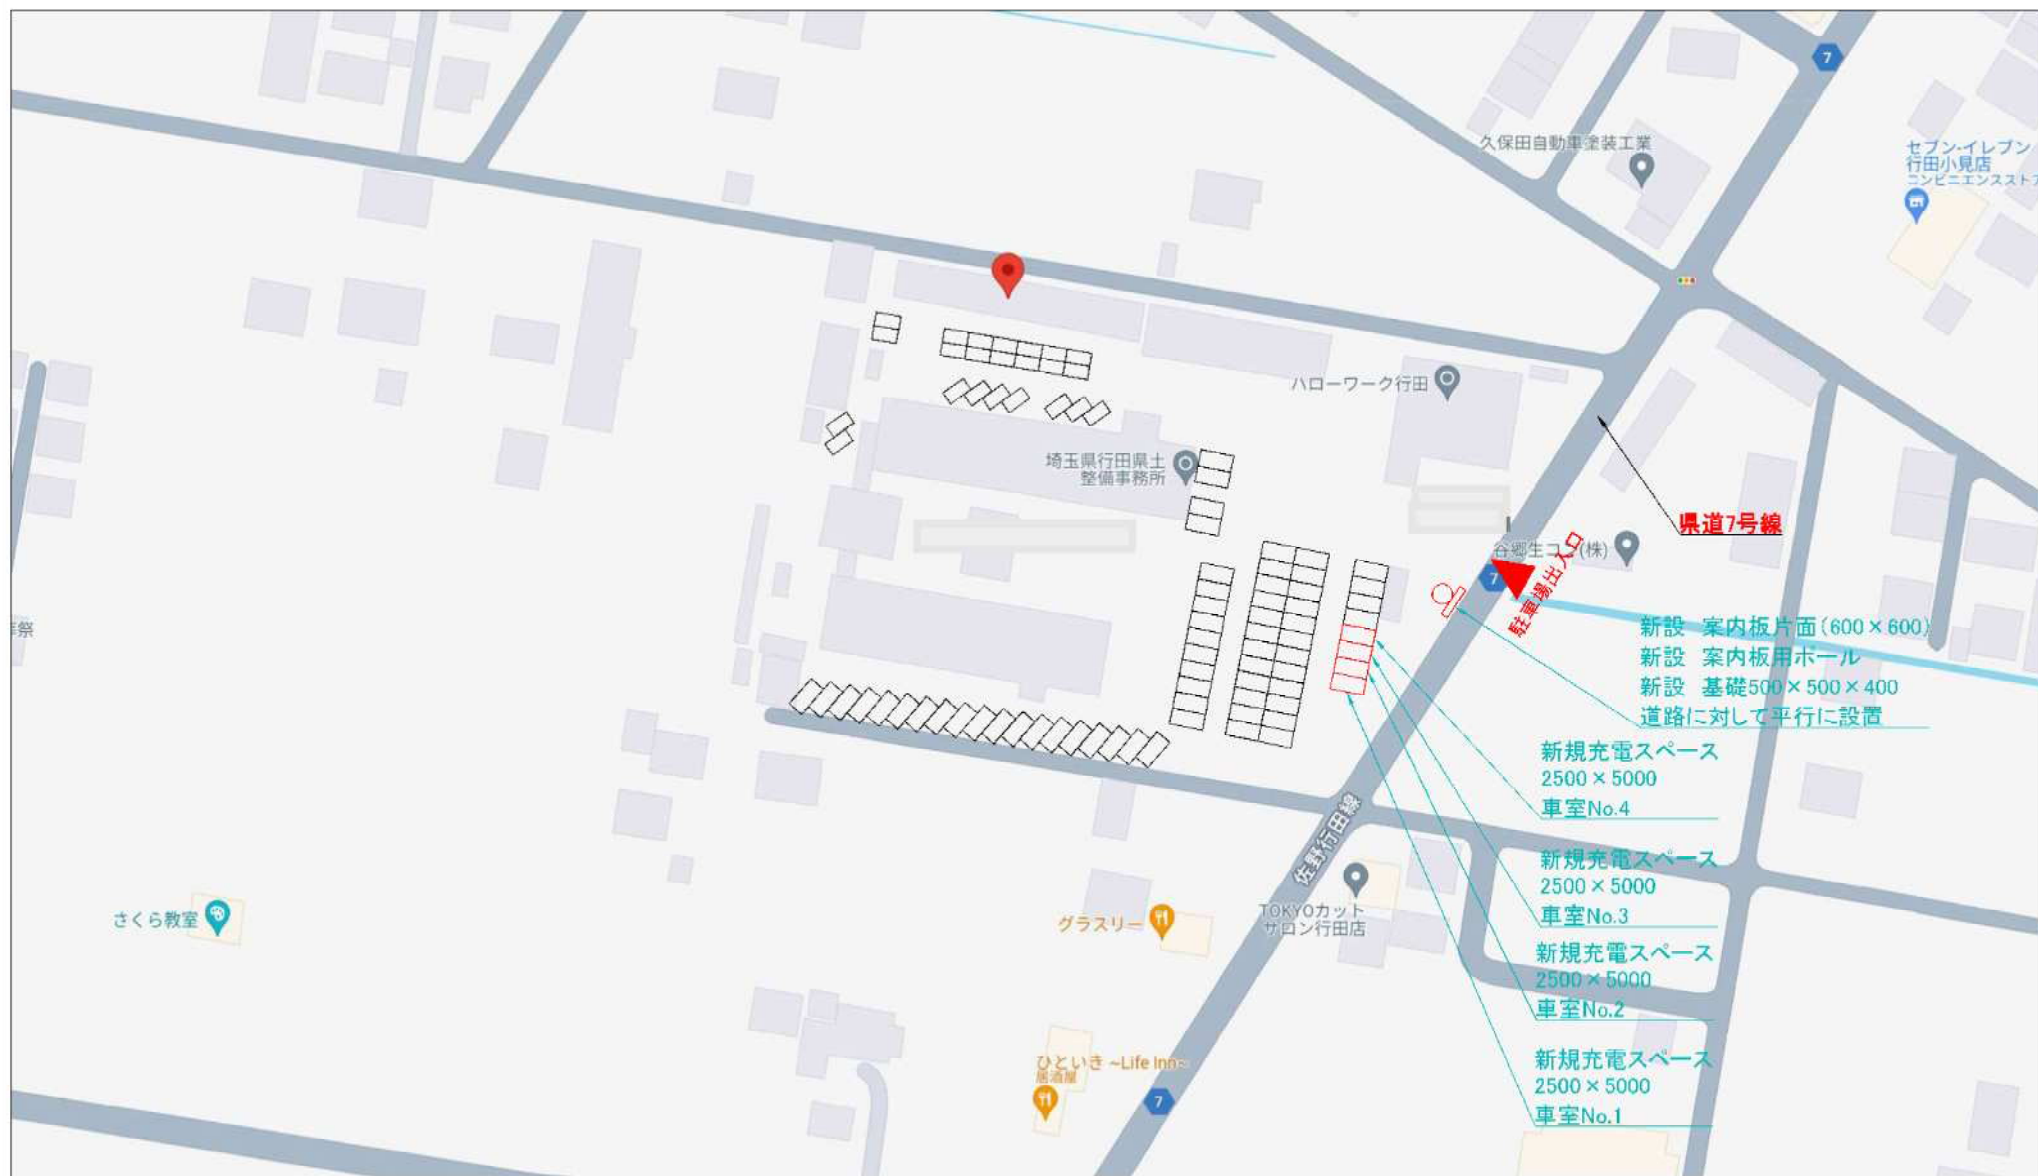 7
久保田自動車塗装工業
セブン-イレブン
行田小見店
コンビニエンスストア
ハローワーク行田
埼玉県行田県土
整備事務所
県道7号線
谷郷生コン(株)
7
駐車場出入口
祭
新設 案内板片面(600×600)
新設 案内板用ポール
新設 基礎500×500×400
道路に対して平行に設置
新規充電スペース
2500×5000
車室No.4
佐野行田線
新規充電スペース
2500×5000
車室No.3
さくら教室
グラスリー
TOKYOカット
サロン行田店
新規充電スペース
2500×5000
車室No.2
ひといき ~Life Inn~
居酒屋
7
新規充電スペース
2500×5000
車室No.1